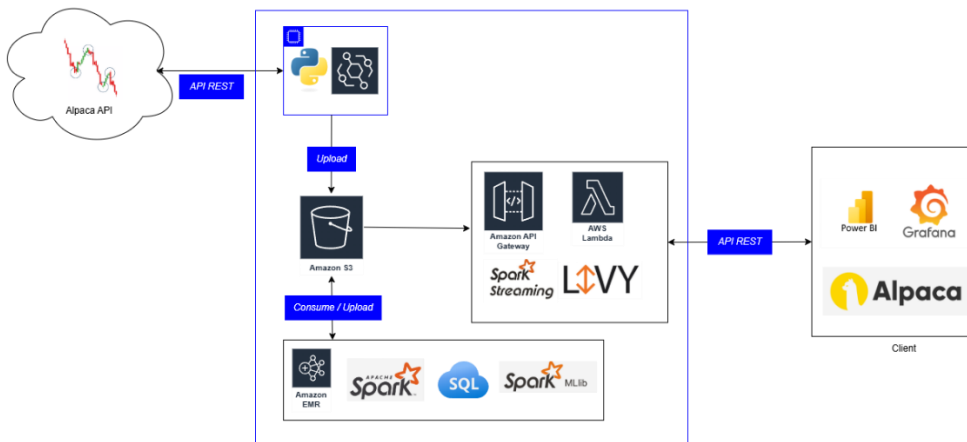 Alpaca API
API REST
Upload
Amazon S3
Consume / Upload
Amazon API
Gateway
AWS
Lambda
Spark
Streaming
LIVY
API REST
Power BI
Grafana
Alpaca
Client
Amazon
EMR
APACHE
Spark
SQL
Spark MLlib